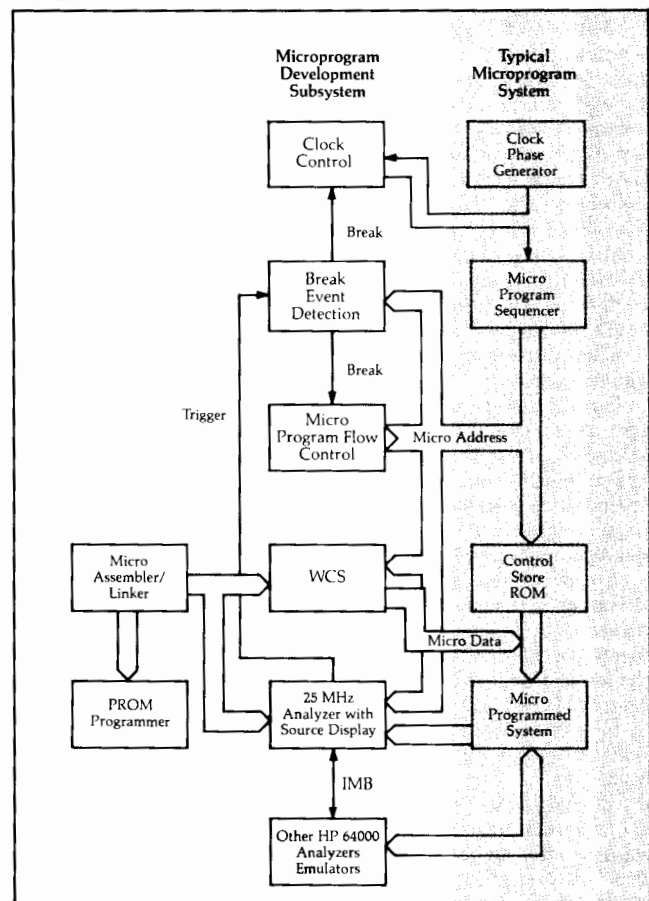 Microprogram
Development
Subsystem
Typical
Microprogram
System
Clock
Control
Clock
Phase
Generator
Break
Break
Event
Detection
Micro
Program
Sequencer
Break
Trigger
Micro
Program Flow
Control
Micro Address
Micro
Assembler/
Linker
WCS
Control
Store
ROM
Micro Data
PROM
Programmer
25 MHz
Analyzer with
Source Display
Micro
Programmed
System
IMB
Other HP 64000
Analyzers
Emulators